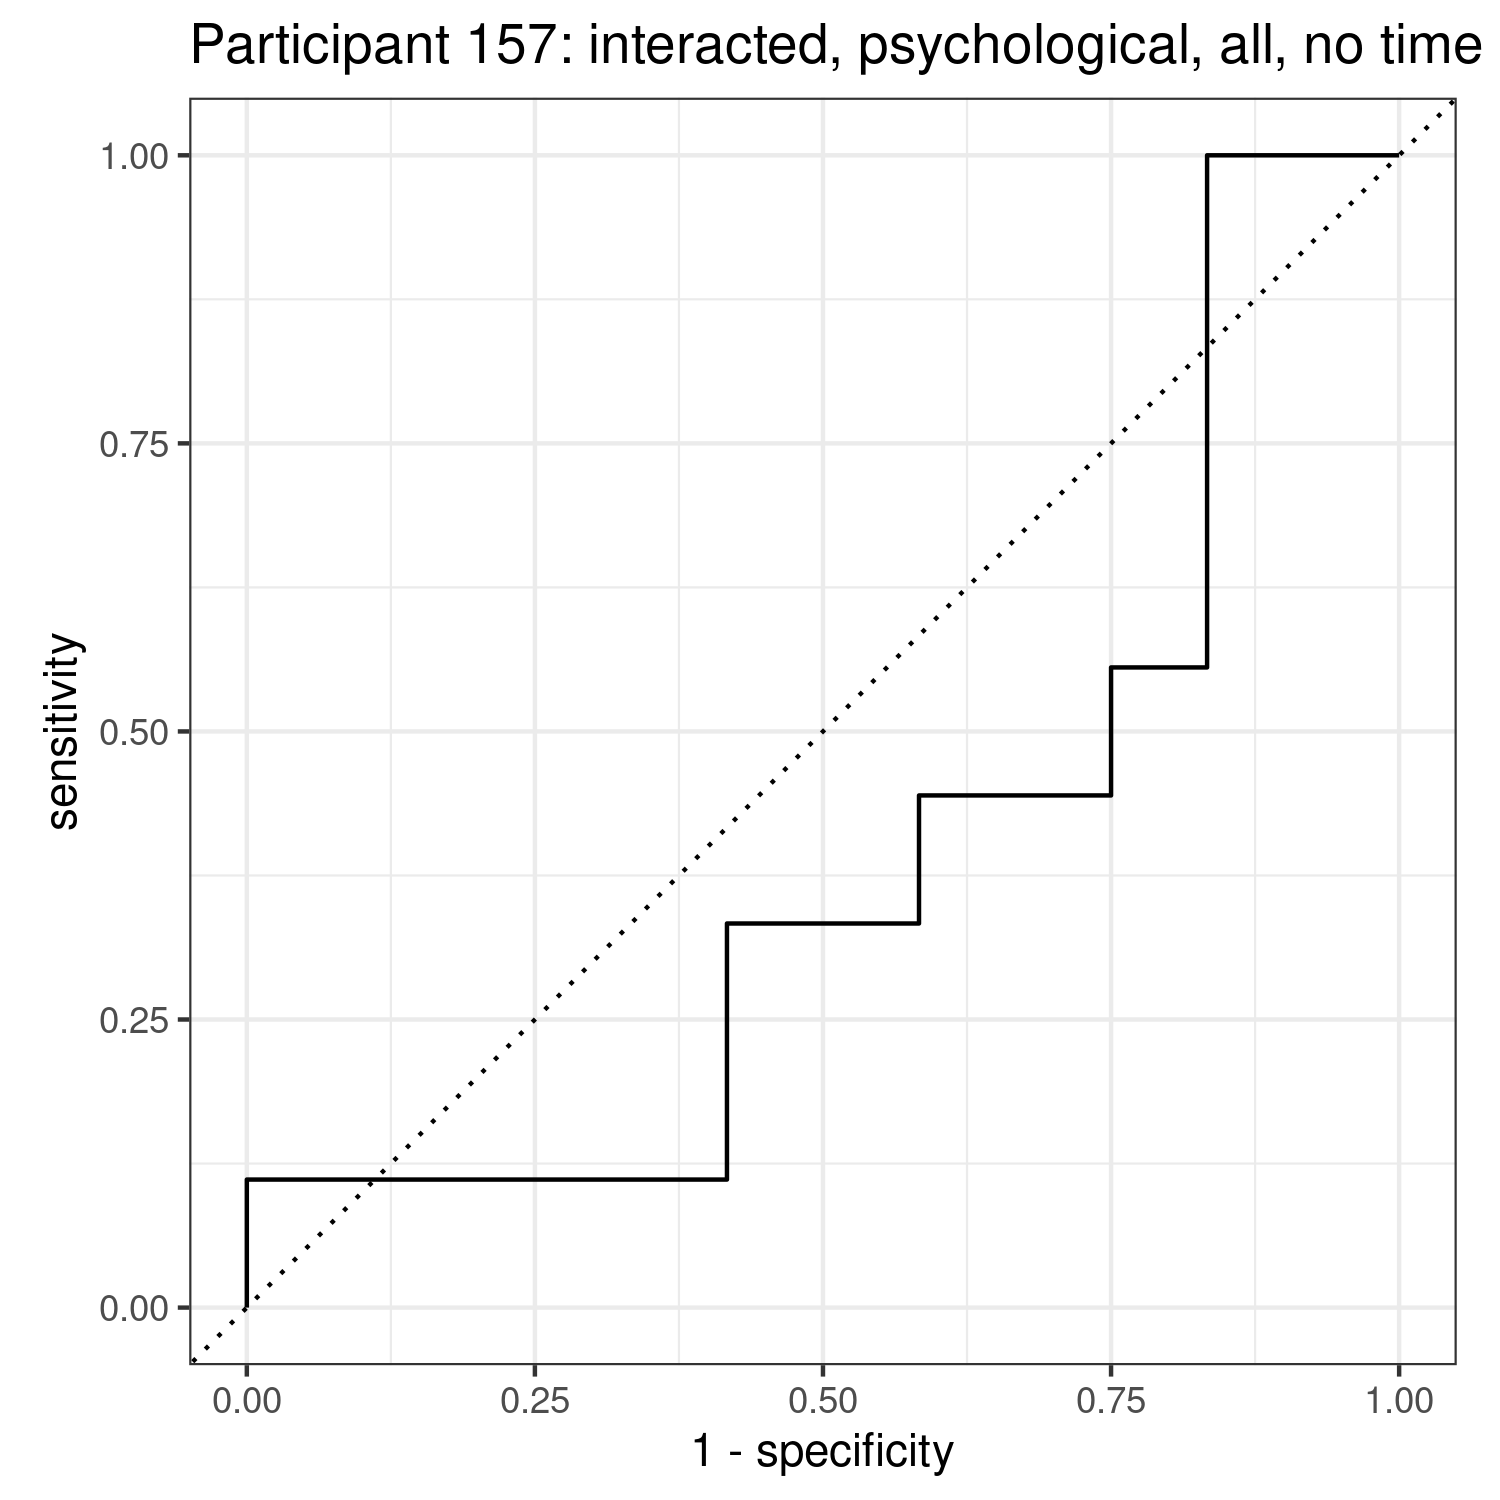 Participant 157: interacted, psychological, all, no time
1.00
0.75
0.50
0.25
0.00
sensitivity
0.00 0.25 0.50 0.75 1.00
1 - specificity